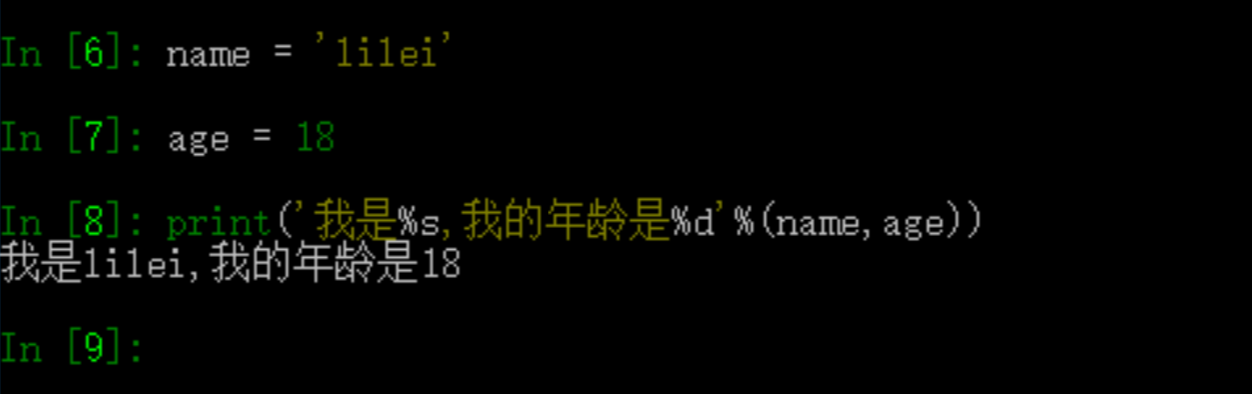 In [6]: name = 'lilei'
In [7]: age = 18
In [8]: print('我是%s,我的年龄是%d'%(name,age))
我是lilei,我的年龄是18
In [9]: